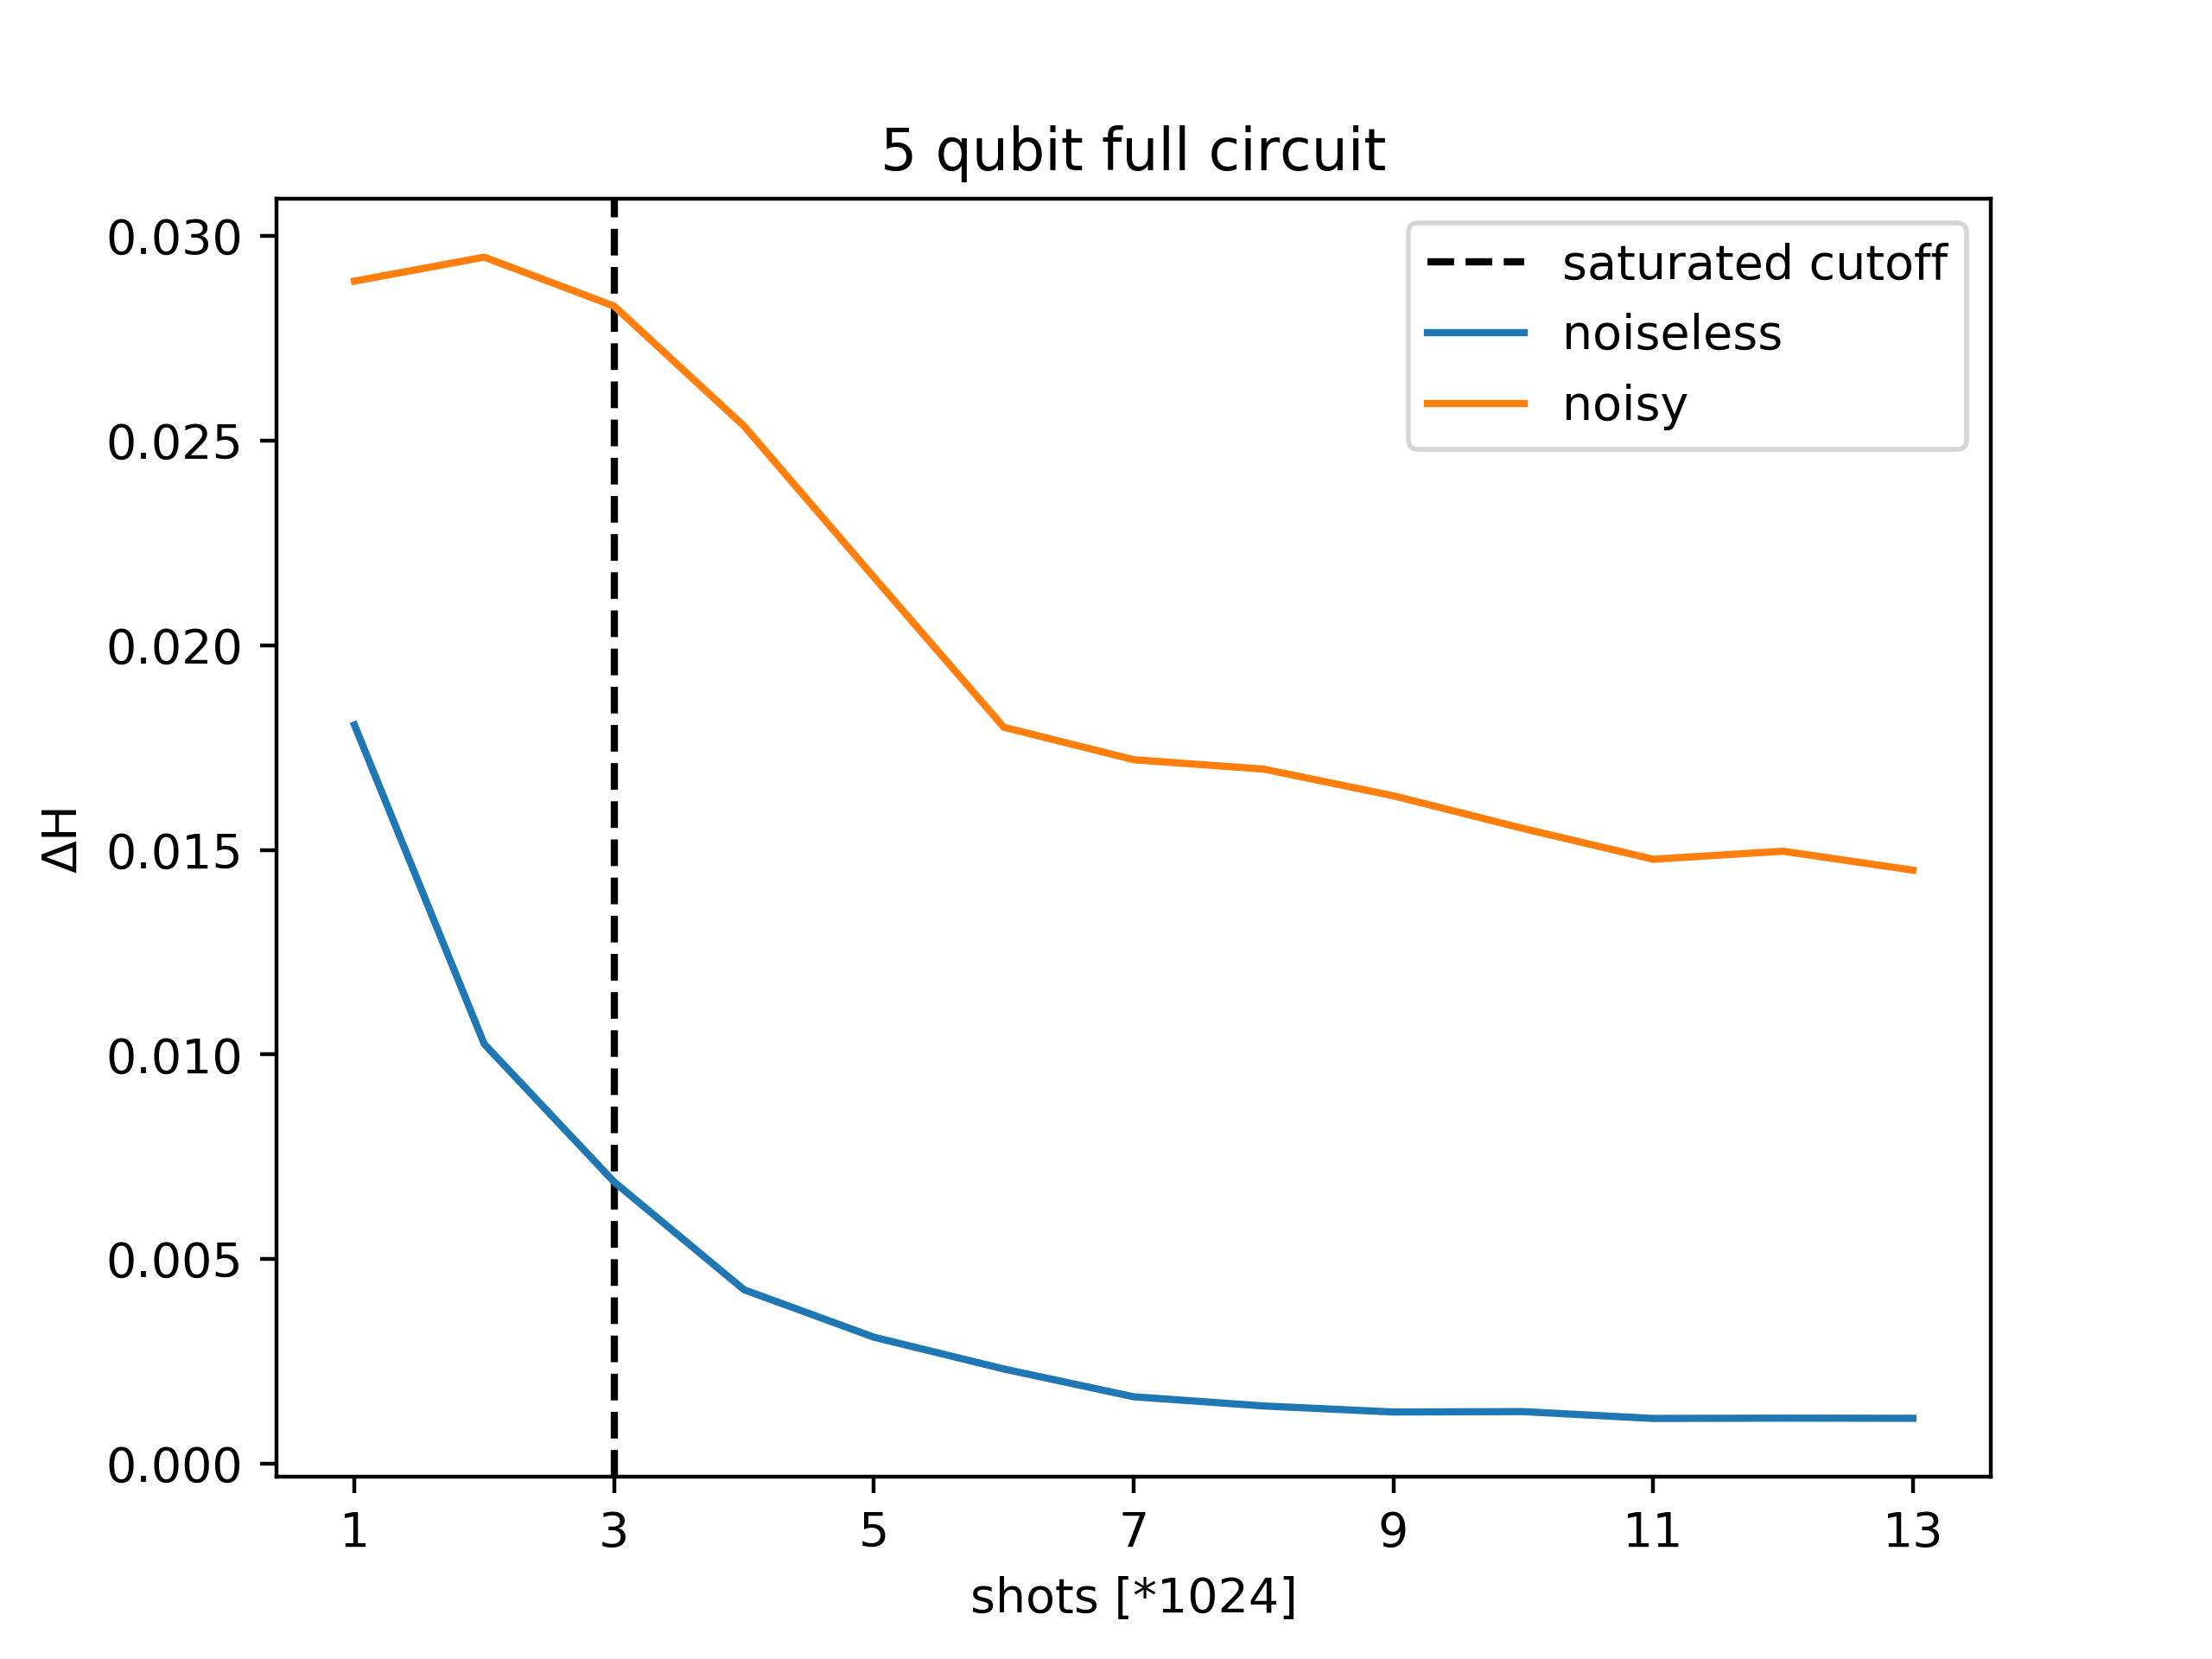 5 qubit full circuit
saturated cutoff
noiseless
noisy
0.030
0.025
0.020
0.015
0.010
0.005
0.000
ΔH
1 3 5 7 9 11 13
shots [*1024]